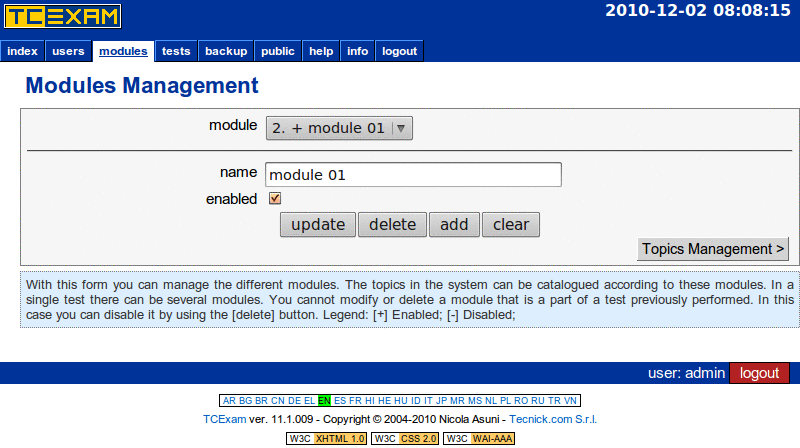 TCEXAM
2010-12-02 08:08:15
index users modules tests backup public help info logout
Modules Management
module 2. + module 01
name module 01
enabled
update delete add clear
Topics Management >
With this form you can manage the different modules. The topics in the system can be catalogued according to these modules. In a
single test there can be several modules. You cannot modify or delete a module that is a part of a test previously performed. In this
case you can disable it by using the [delete] button. Legend: [+] Enabled; [-] Disabled;
user: admin logout
AR BG BR CN DE EL EN ES FR HI HE HU ID IT JP MR MS NL PL RO RU TR VN
TCExam ver. 11.1.009 - Copyright © 2004-2010 Nicola Asuni - Tecnick.com S.r.l.
W3C XHTML 1.0 W3C CSS 2.0 W3C WAI-AAA